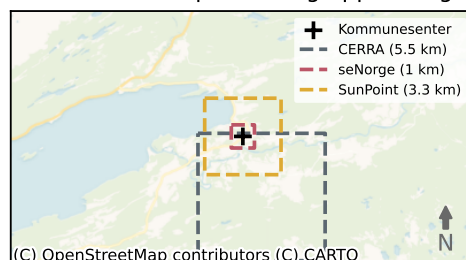 Kommunesenter
CERRA (5.5 km)
seNorge (1 km)
SunPoint (3.3 km)
N
(C) OpenStreetMap contributors (C) CARTO